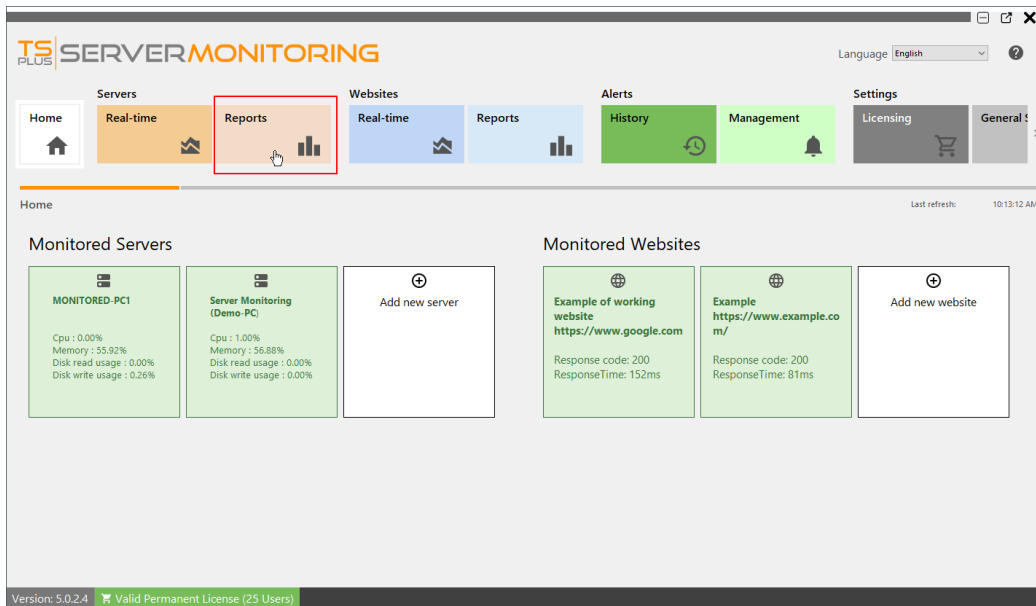 TS PLUS SERVERMONITORING
Language English
Servers
Websites
Alerts
Settings
Home
Real-time
Reports
Real-time
Reports
History
Management
Licensing
General S
Home
Last refresh: 10:13:12 AM
Monitored Servers
Monitored Websites
MONITORED-PC1
Cpu : 0.00%
Memory : 55.92%
Disk read usage : 0.00%
Disk write usage : 0.26%
Server Monitoring
(Demo-PC)
Cpu : 1.00%
Memory : 56.88%
Disk read usage : 0.00%
Disk write usage : 0.00%
Add new server
Example of working
website
https://www.google.com
Response code: 200
ResponseTime: 152ms
Example
https://www.example.co
m/
Response code: 200
ResponseTime: 81ms
Add new website
Version: 5.0.2.4
Valid Permanent License (25 Users)